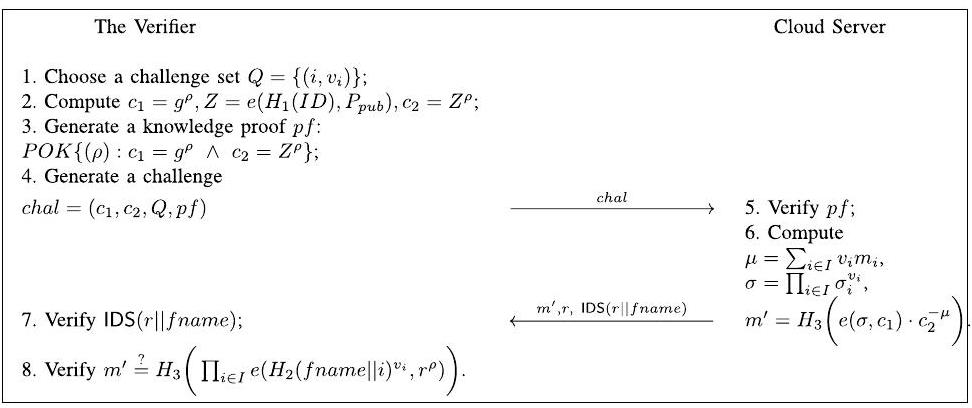 The Verifier
Cloud Server
1. Choose a challenge set Q = {(i, v_i)};
2. Compute c_1 = g^ρ, Z = e(H_1(ID), P_pub), c_2 = Z^ρ;
3. Generate a knowledge proof pf:
POK{(ρ) : c_1 = g^ρ ∧ c_2 = Z^ρ};
4. Generate a challenge
chal = (c_1, c_2, Q, pf)
chal
5. Verify pf;
6. Compute
μ = ∑_{i∈I} v_i m_i,
σ = ∏_{i∈I} σ_i^{v_i},
m′ = H_3(e(σ, c_1) · c_2^{−μ}).
m′, r, IDS(r||fname)
7. Verify IDS(r||fname);
8. Verify m′ ≟ H_3(∏_{i∈I} e(H_2(fname||i)^{v_i}, r^ρ)).